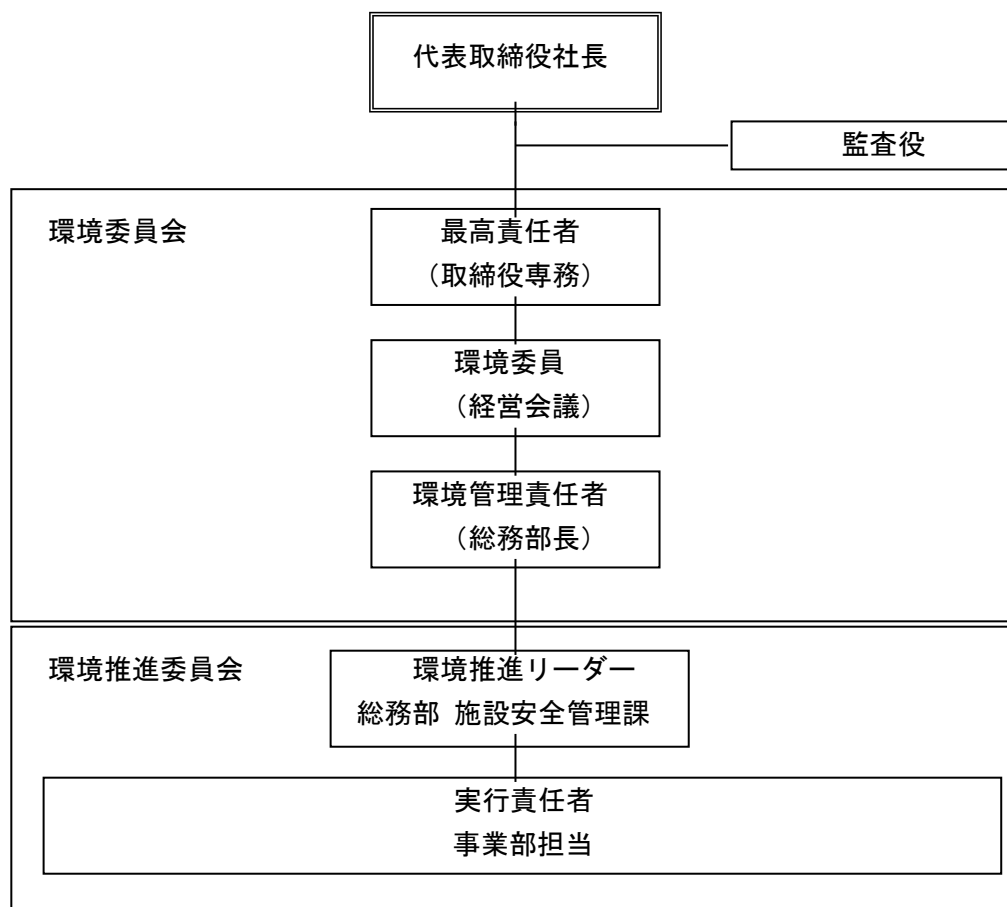 代表取締役社長
監査役
環境委員会
最高責任者
（取締役専務）
環境委員
（経営会議）
環境管理責任者
（総務部長）
環境推進委員会
環境推進リーダー
総務部 施設安全管理課
実行責任者
事業部担当